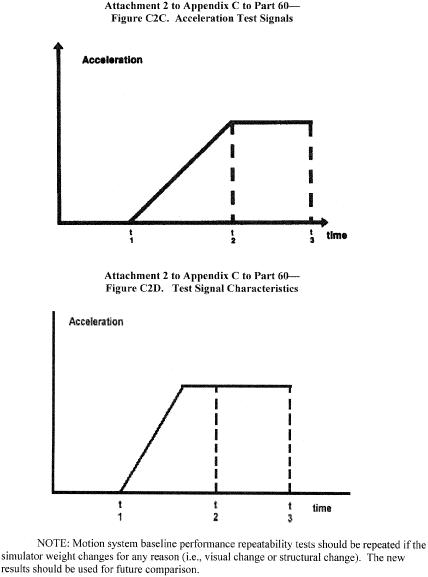 Attachment 2 to Appendix C to Part 60—
Figure C2C. Acceleration Test Signals
Acceleration
t
1
t
2
t
3
time
Attachment 2 to Appendix C to Part 60—
Figure C2D. Test Signal Characteristics
Acceleration
t
1
t
2
t
3
time
NOTE: Motion system baseline performance repeatability tests should be repeated if the
simulator weight changes for any reason (i.e., visual change or structural change). The new
results should be used for future comparison.